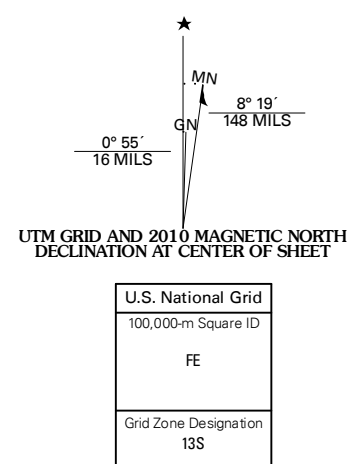 ★
MN
8° 19´
148 MILS
GN
0° 55´
16 MILS
UTM GRID AND 2010 MAGNETIC NORTH
DECLINATION AT CENTER OF SHEET
U.S. National Grid
100,000-m Square ID
FE
Grid Zone Designation
13S